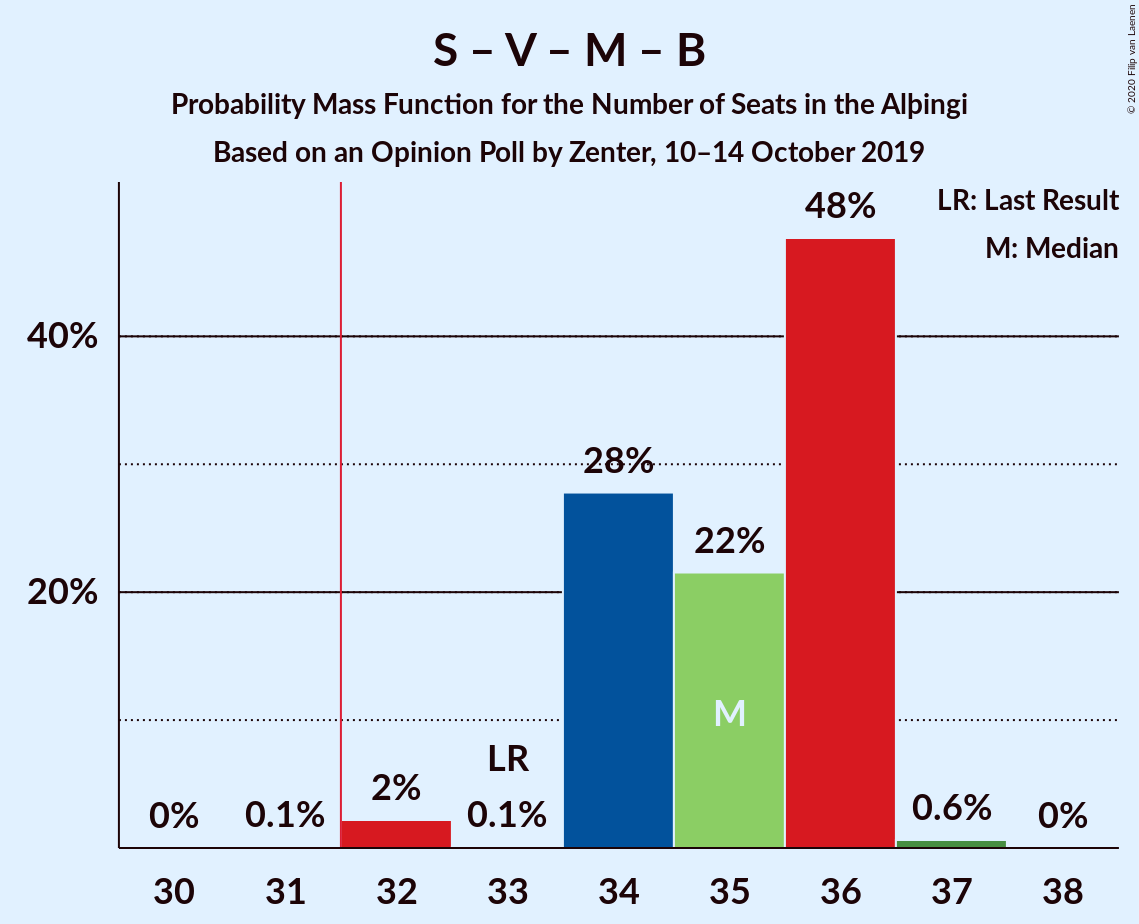 S – V – M – B
Probability Mass Function for the Number of Seats in the Alþingi
Based on an Opinion Poll by Zenter, 10–14 October 2019
© 2020 Filip van Laenen
LR: Last Result
M: Median
48%
40%
28%
22%
20%
M
LR
2%
0%
0.1%
0.1%
0.6%
0%
30
31
32
33
34
35
36
37
38